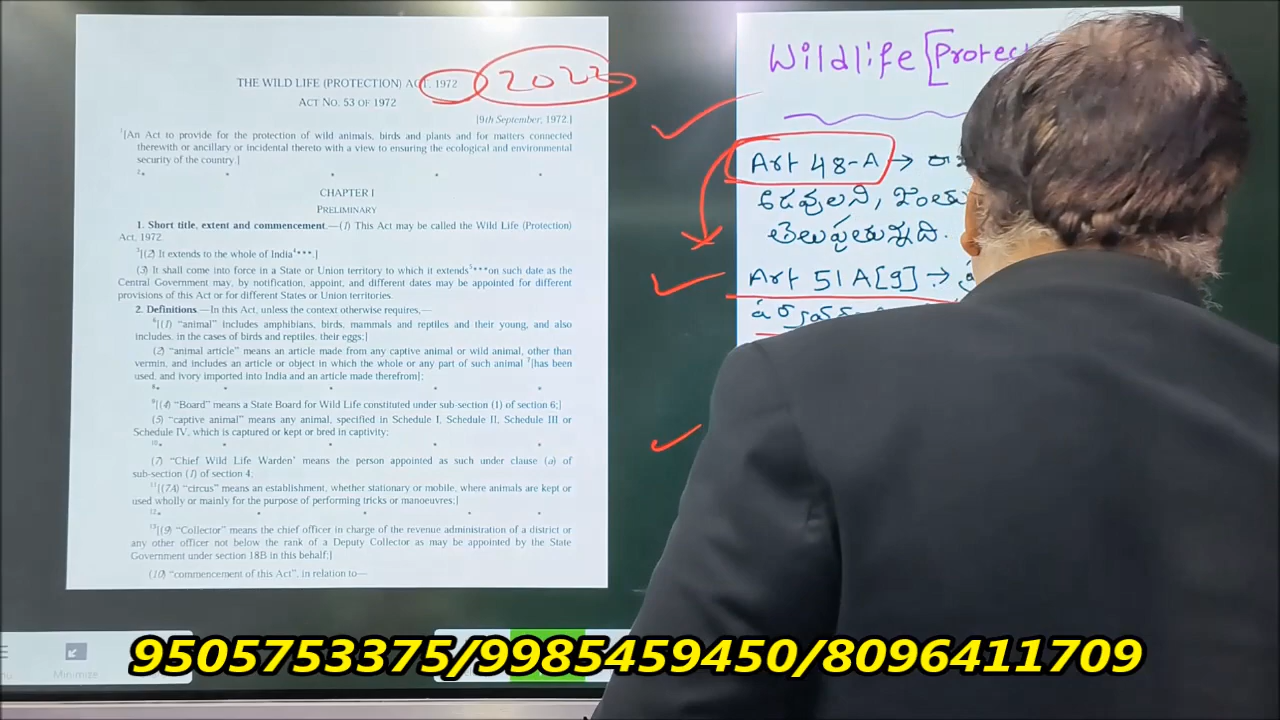 THE WILD LIFE (PROTECTION) ACT, 1972
2022
ACT NO. 53 OF 1972
[9th September, 1972.]
1[An Act to provide for the protection of wild animals, birds and plants and for matters connected
therewith or ancillary or incidental thereto with a view to ensuring the ecological and environmental
security of the country.]
2* * * * *
CHAPTER I
PRELIMINARY
1. Short title, extent and commencement.—(1) This Act may be called the Wild Life (Protection)
Act, 1972.
3[(2) It extends to the whole of India4***.]
(3) It shall come into force in a State or Union territory to which it extends5***on such date as the
Central Government may, by notification, appoint, and different dates may be appointed for different
provisions of this Act or for different States or Union territories.
2. Definitions.—In this Act, unless the context otherwise requires,—
6[(1) “animal” includes amphibians, birds, mammals and reptiles and their young, and also
includes, in the cases of birds and reptiles, their eggs;]
(2) “animal article” means an article made from any captive animal or wild animal, other than
vermin, and includes an article or object in which the whole or any part of such animal 7[has been
used, and ivory imported into India and an article made therefrom];
8* * * * *
9[(4) “Board” means a State Board for Wild Life constituted under sub-section (1) of section 6;]
(5) “captive animal” means any animal, specified in Schedule I, Schedule II, Schedule III or
Schedule IV, which is captured or kept or bred in captivity;
10* * * * *
(7) “Chief Wild Life Warden’ means the person appointed as such under clause (a) of
sub-section (1) of section 4;
11[(7A) “circus” means an establishment, whether stationary or mobile, where animals are kept or
used wholly or mainly for the purpose of performing tricks or manoeuvres;]
12* * * * *
13[(9) “Collector” means the chief officer in charge of the revenue administration of a district or
any other officer not below the rank of a Deputy Collector as may be appointed by the State
Government under section 18B in this behalf;]
(10) “commencement of this Act”, in relation to—
Wildlife [Protect
Art 48-A →
అడవులని, జంతు
తెలుపుతున్నది.
Art 51A[g] →
Minimize
9505753375/9985459450/8096411709